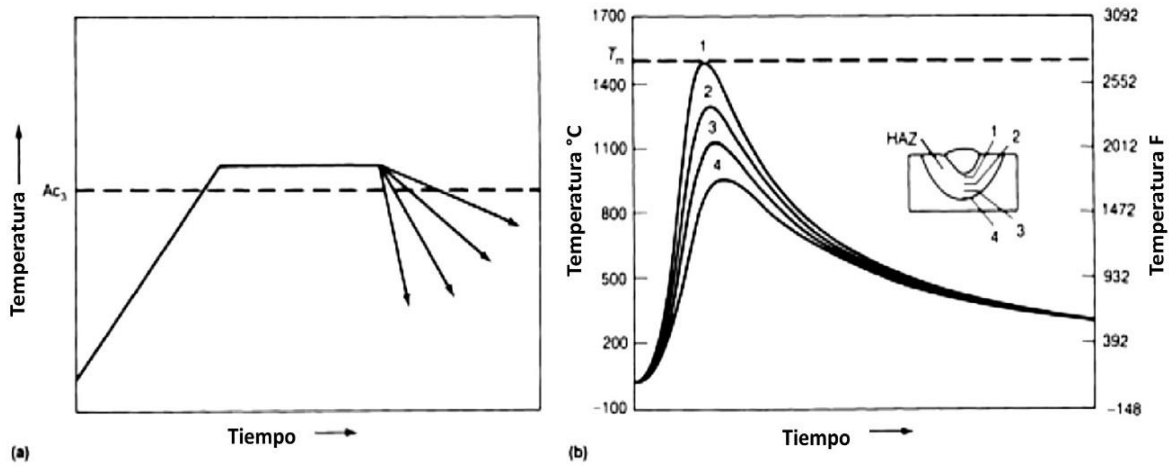 Temperatura
Ac₃
Tiempo
(a)
Temperatura °C
1700
Tₘ
1400
1100
800
500
200
−100
1
2
3
4
HAZ
1
2
3
4
3092
2552
2012
1472
932
392
−148
Temperatura F
Tiempo
(b)